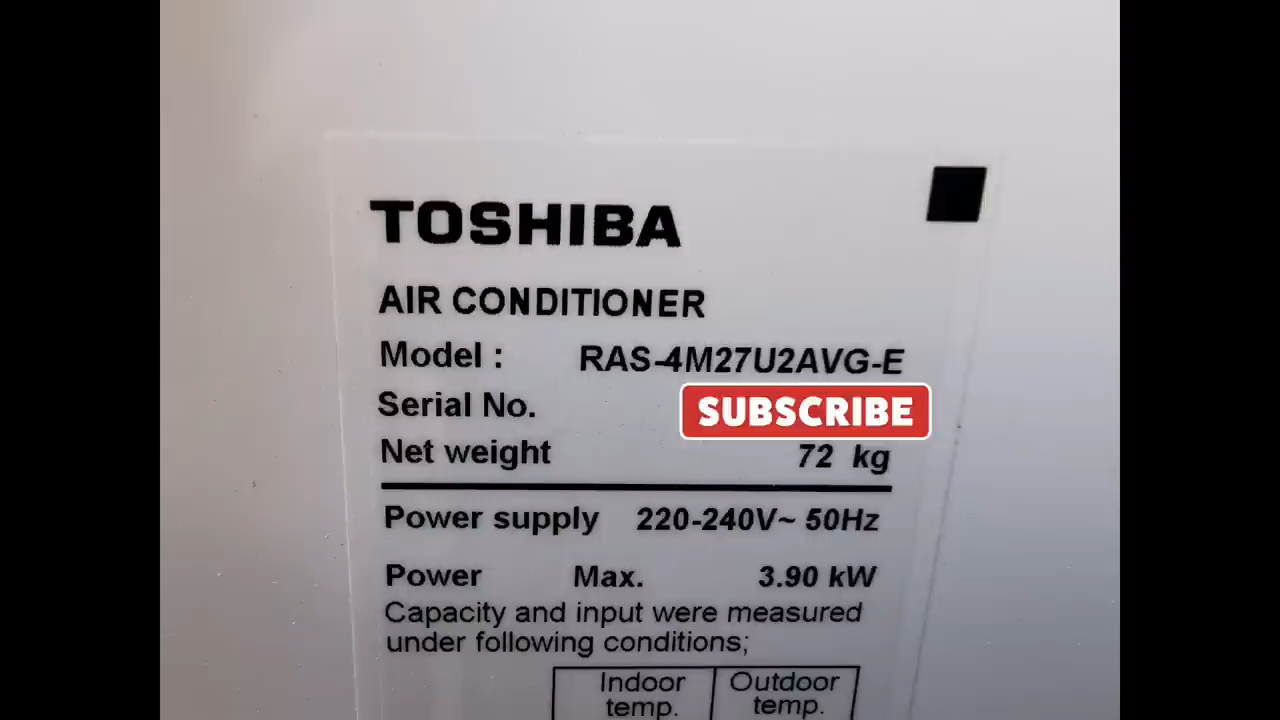 TOSHIBA
AIR CONDITIONER
Model : RAS-4M27U2AVG-E
Serial No. SUBSCRIBE
Net weight 72 kg
Power supply 220-240V~ 50Hz
Power Max. 3.90 kW
Capacity and input were measured
under following conditions;
Indoor Outdoor
temp. temp.